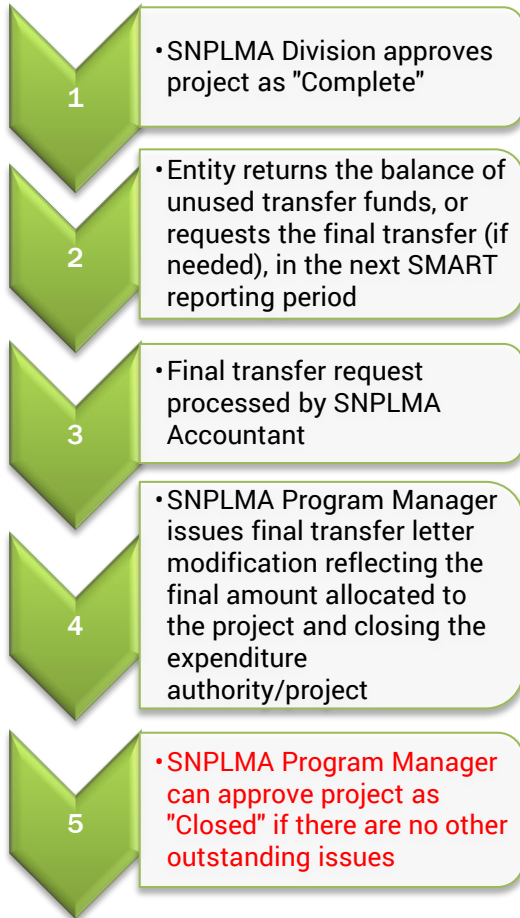 1
•SNPLMA Division approves
project as "Complete"
2
•Entity returns the balance of
unused transfer funds, or
requests the final transfer (if
needed), in the next SMART
reporting period
3
•Final transfer request
processed by SNPLMA
Accountant
4
•SNPLMA Program Manager
issues final transfer letter
modification reflecting the
final amount allocated to
the project and closing the
expenditure
authority/project
5
•SNPLMA Program Manager
can approve project as
"Closed" if there are no other
outstanding issues